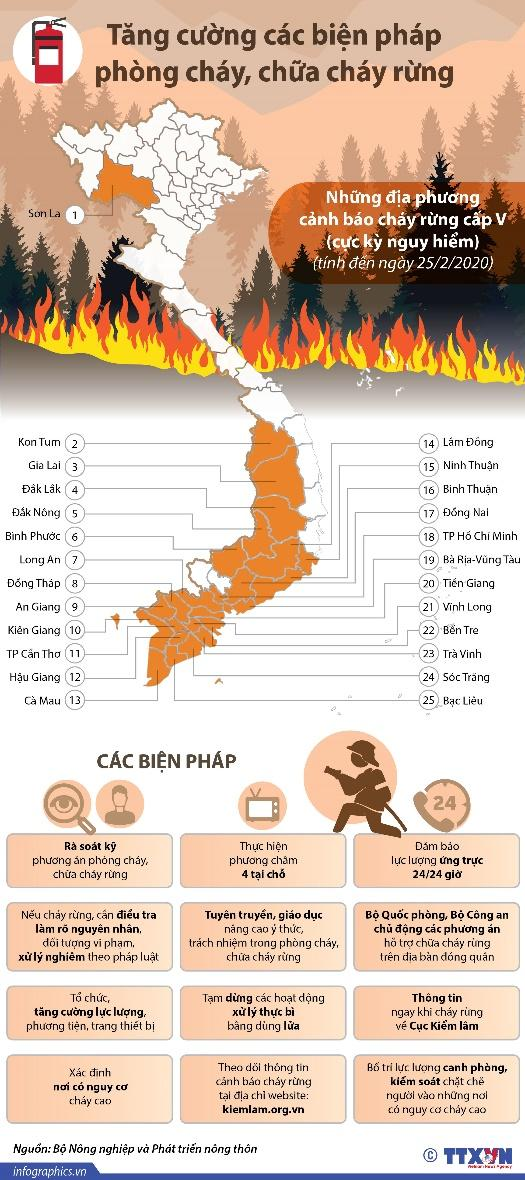 Tăng cường các biện pháp
phòng cháy, chữa cháy rừng
Những địa phương
cảnh báo cháy rừng cấp V
(cực kỳ nguy hiểm)
(tính đến ngày 25/2/2020)
Sơn La 1
Kon Tum 2
Gia Lai 3
Đắk Lắk 4
Đắk Nông 5
Bình Phước 6
Long An 7
Đồng Tháp 8
An Giang 9
Kiên Giang 10
TP Cần Thơ 11
Hậu Giang 12
Cà Mau 13
14 Lâm Đồng
15 Ninh Thuận
16 Bình Thuận
17 Đồng Nai
18 TP Hồ Chí Minh
19 Bà Rịa-Vũng Tàu
20 Tiền Giang
21 Vĩnh Long
22 Bến Tre
23 Trà Vinh
24 Sóc Trăng
25 Bạc Liêu
CÁC BIỆN PHÁP
24
Rà soát kỹ
phương án phòng cháy,
chữa cháy rừng
Thực hiện
phương châm
4 tại chỗ
Đảm bảo
lực lượng ứng trực
24/24 giờ
Nếu cháy rừng, cần điều tra
làm rõ nguyên nhân,
đối tượng vi phạm,
xử lý nghiêm theo pháp luật
Tuyên truyền, giáo dục
nâng cao ý thức,
trách nhiệm trong phòng cháy,
chữa cháy rừng
Bộ Quốc phòng, Bộ Công an
chủ động các phương án
hỗ trợ chữa cháy rừng
trên địa bàn đóng quân
Tổ chức,
tăng cường lực lượng,
phương tiện, trang thiết bị
Tạm dừng các hoạt động
xử lý thực bì
bằng dùng lửa
Thông tin
ngay khi cháy rừng
về Cục Kiểm lâm
Xác định
nơi có nguy cơ
cháy cao
Theo dõi thông tin
cảnh báo cháy rừng
tại địa chỉ website:
kiemlam.org.vn
Bố trí lực lượng canh phòng,
kiểm soát chặt chẽ
người vào những nơi
có nguy cơ cháy cao
Nguồn: Bộ Nông nghiệp và Phát triển nông thôn
infographics.vn
© TTXVN
Vietnam News Agency